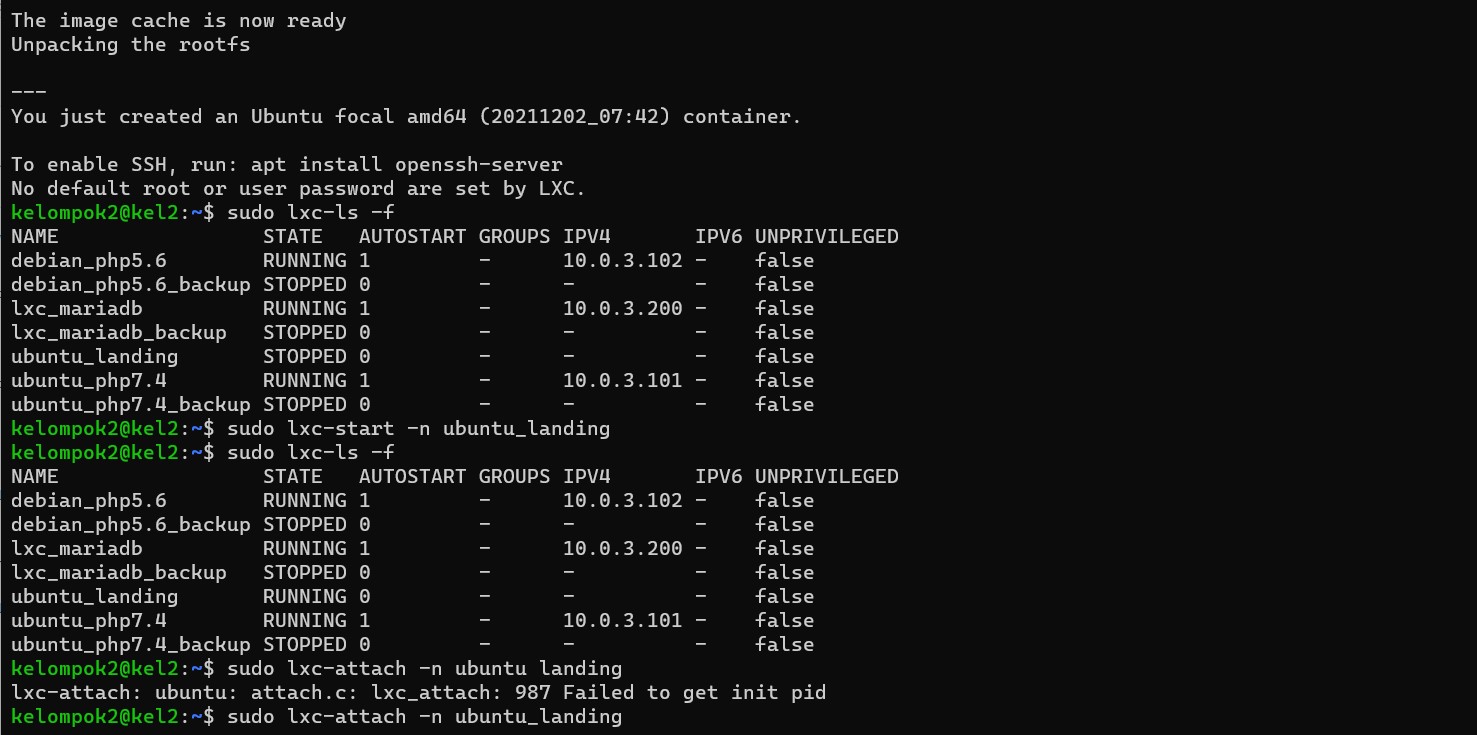 The image cache is now ready
Unpacking the rootfs
---
You just created an Ubuntu focal amd64 (20211202_07:42) container.
To enable SSH, run: apt install openssh-server
No default root or user password are set by LXC.
kelompok2@kel2:~$ sudo lxc-ls -f
NAME                 STATE   AUTOSTART GROUPS IPV4       IPV6 UNPRIVILEGED
debian_php5.6        RUNNING 1         -      10.0.3.102 -    false
debian_php5.6_backup STOPPED 0         -      -          -    false
lxc_mariadb          RUNNING 1         -      10.0.3.200 -    false
lxc_mariadb_backup   STOPPED 0         -      -          -    false
ubuntu_landing       STOPPED 0         -      -          -    false
ubuntu_php7.4        RUNNING 1         -      10.0.3.101 -    false
ubuntu_php7.4_backup STOPPED 0         -      -          -    false
kelompok2@kel2:~$ sudo lxc-start -n ubuntu_landing
kelompok2@kel2:~$ sudo lxc-ls -f
NAME                 STATE   AUTOSTART GROUPS IPV4       IPV6 UNPRIVILEGED
debian_php5.6        RUNNING 1         -      10.0.3.102 -    false
debian_php5.6_backup STOPPED 0         -      -          -    false
lxc_mariadb          RUNNING 1         -      10.0.3.200 -    false
lxc_mariadb_backup   STOPPED 0         -      -          -    false
ubuntu_landing       RUNNING 0         -      -          -    false
ubuntu_php7.4        RUNNING 1         -      10.0.3.101 -    false
ubuntu_php7.4_backup STOPPED 0         -      -          -    false
kelompok2@kel2:~$ sudo lxc-attach -n ubuntu landing
lxc-attach: ubuntu: attach.c: lxc_attach: 987 Failed to get init pid
kelompok2@kel2:~$ sudo lxc-attach -n ubuntu_landing